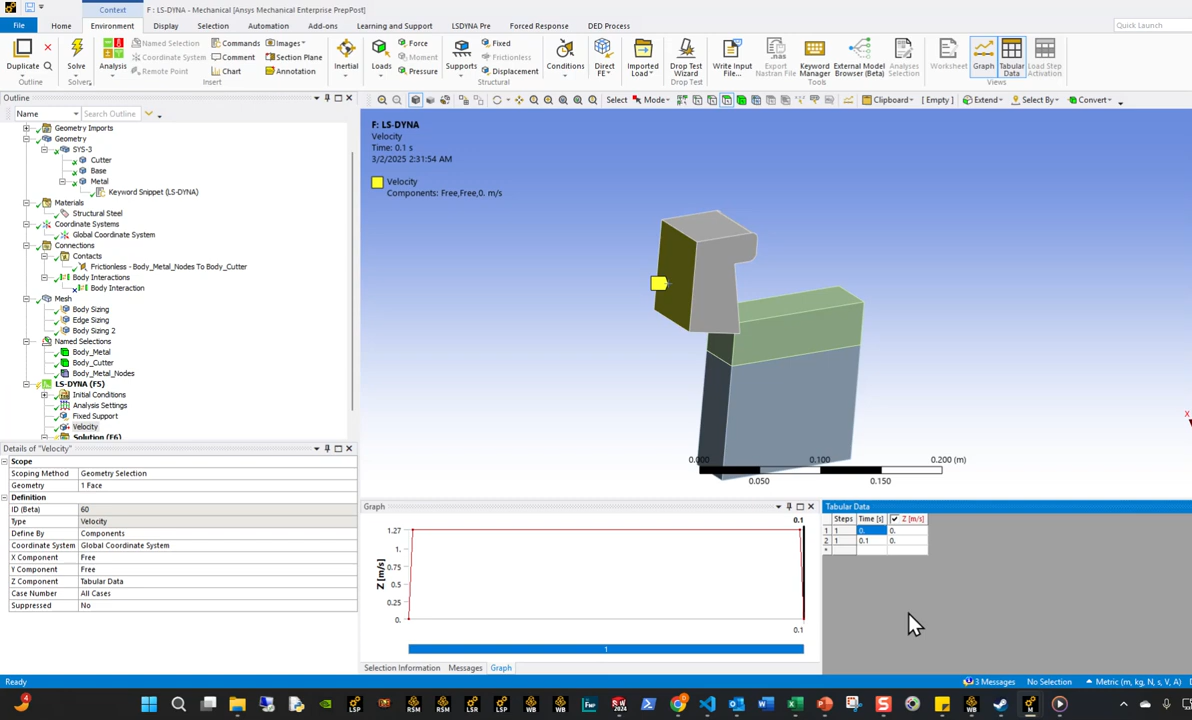 Context
F : LS-DYNA - Mechanical [Ansys Mechanical Enterprise PrepPost]
File Home Environment Display Selection Automation Add-ons Learning and Support LSDYNA Pre Forced Response DED Process Quick Launch
Duplicate Solve Analysis Named Selection Coordinate System Remote Point Commands Comment Chart Images Section Plane Annotation Inertial Loads Force Moment Pressure Supports Fixed Frictionless Displacement Conditions Direct FE Imported Load Drop Test Wizard Write Input File... Export Nastran File Keyword Manager External Model Browser (Beta) Analyses Selection Worksheet Graph Tabular Data Load Step Activation
Outline Solver Insert Structural Drop Test Views
Outline
Name Search Outline
Select Mode Clipboard [ Empty ] Extend Select By Convert
Geometry Imports
Geometry
SYS-3
Cutter
Base
Metal
Keyword Snippet (LS-DYNA)
Materials
Structural Steel
Coordinate Systems
Global Coordinate System
Connections
Contacts
Frictionless - Body_Metal_Nodes To Body_Cutter
Body Interactions
Body Interaction
Mesh
Body Sizing
Edge Sizing
Body Sizing 2
Named Selections
Body_Metal
Body_Cutter
Body_Metal_Nodes
LS-DYNA (F5)
Initial Conditions
Analysis Settings
Fixed Support
Velocity
Solution (F6)
Details of "Velocity"
Scope
Scoping Method Geometry Selection
Geometry 1 Face
Definition
ID (Beta) 60
Type Velocity
Define By Components
Coordinate System Global Coordinate System
X Component Free
Y Component Free
Z Component Tabular Data
Case Number All Cases
Suppressed No
F: LS-DYNA
Velocity
Time: 0.1 s
3/2/2025 2:31:54 AM
Velocity
Components: Free,Free,0. m/s
X
0.000 0.100 0.200 (m)
0.050 0.150
Graph
0.1
1.27
1.
0.75
0.5
0.25
0.
Z [m/s]
0.1
1
Selection Information Messages Graph
Tabular Data
Steps Time [s] Z [m/s]
1 1 0. 0.
2 1 0.1 0.
*
Ready 3 Messages No Selection Metric (m, kg, N, s, V, A)
4 LSP RSM RSM LSR LSP WB WB RSM 2024 WB M